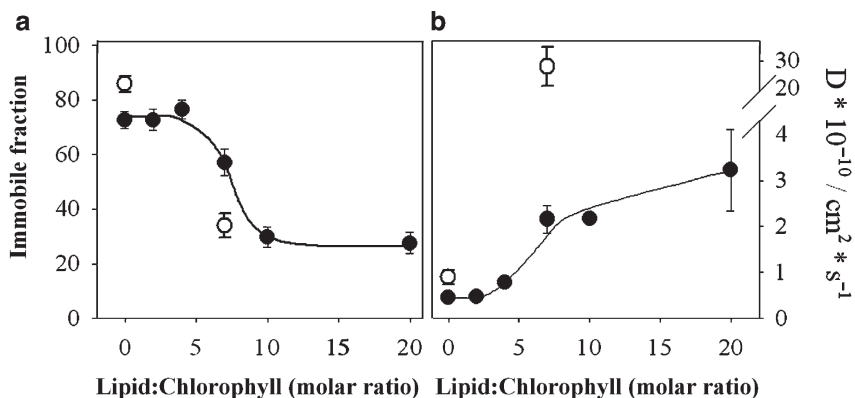 a
b
100
80
60
40
20
0
Immobile fraction
0 5 10 15 20
Lipid:Chlorophyll (molar ratio)
30
20
4
3
2
1
0
D * 10⁻¹⁰ / cm² * s⁻¹
0 5 10 15 20
Lipid:Chlorophyll (molar ratio)